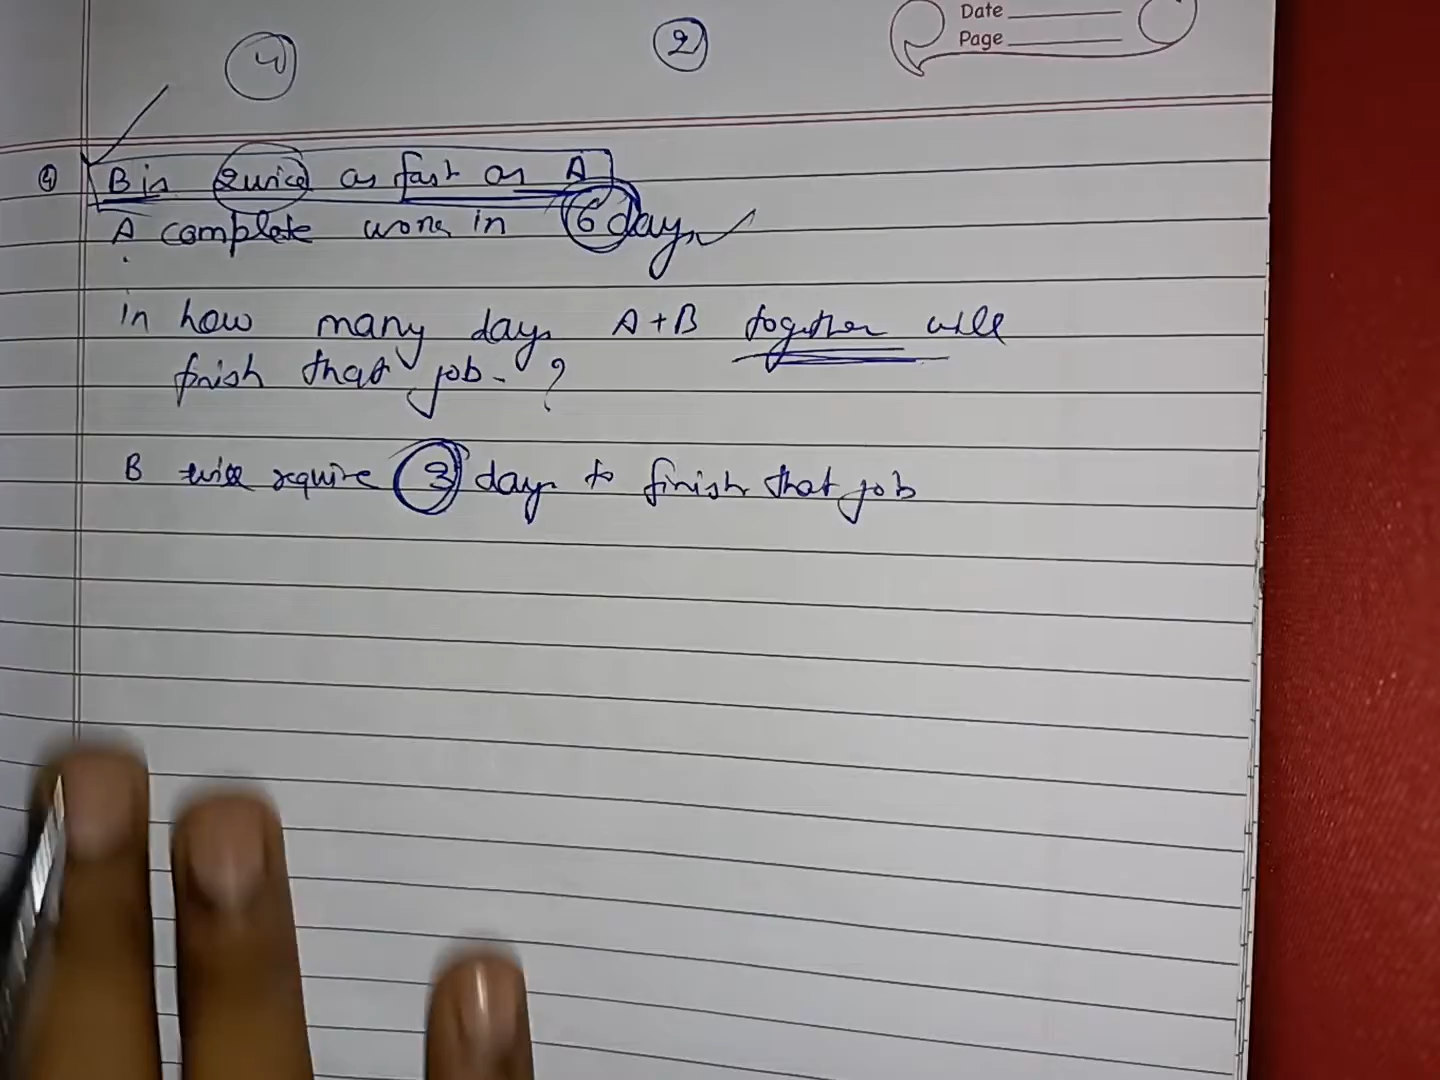 4
2
Date
Page
4 B is twice as fast as A
A complete work in 6 days
in how many days A+B together will
finish that job. ?
B will require 3 days to finish that job